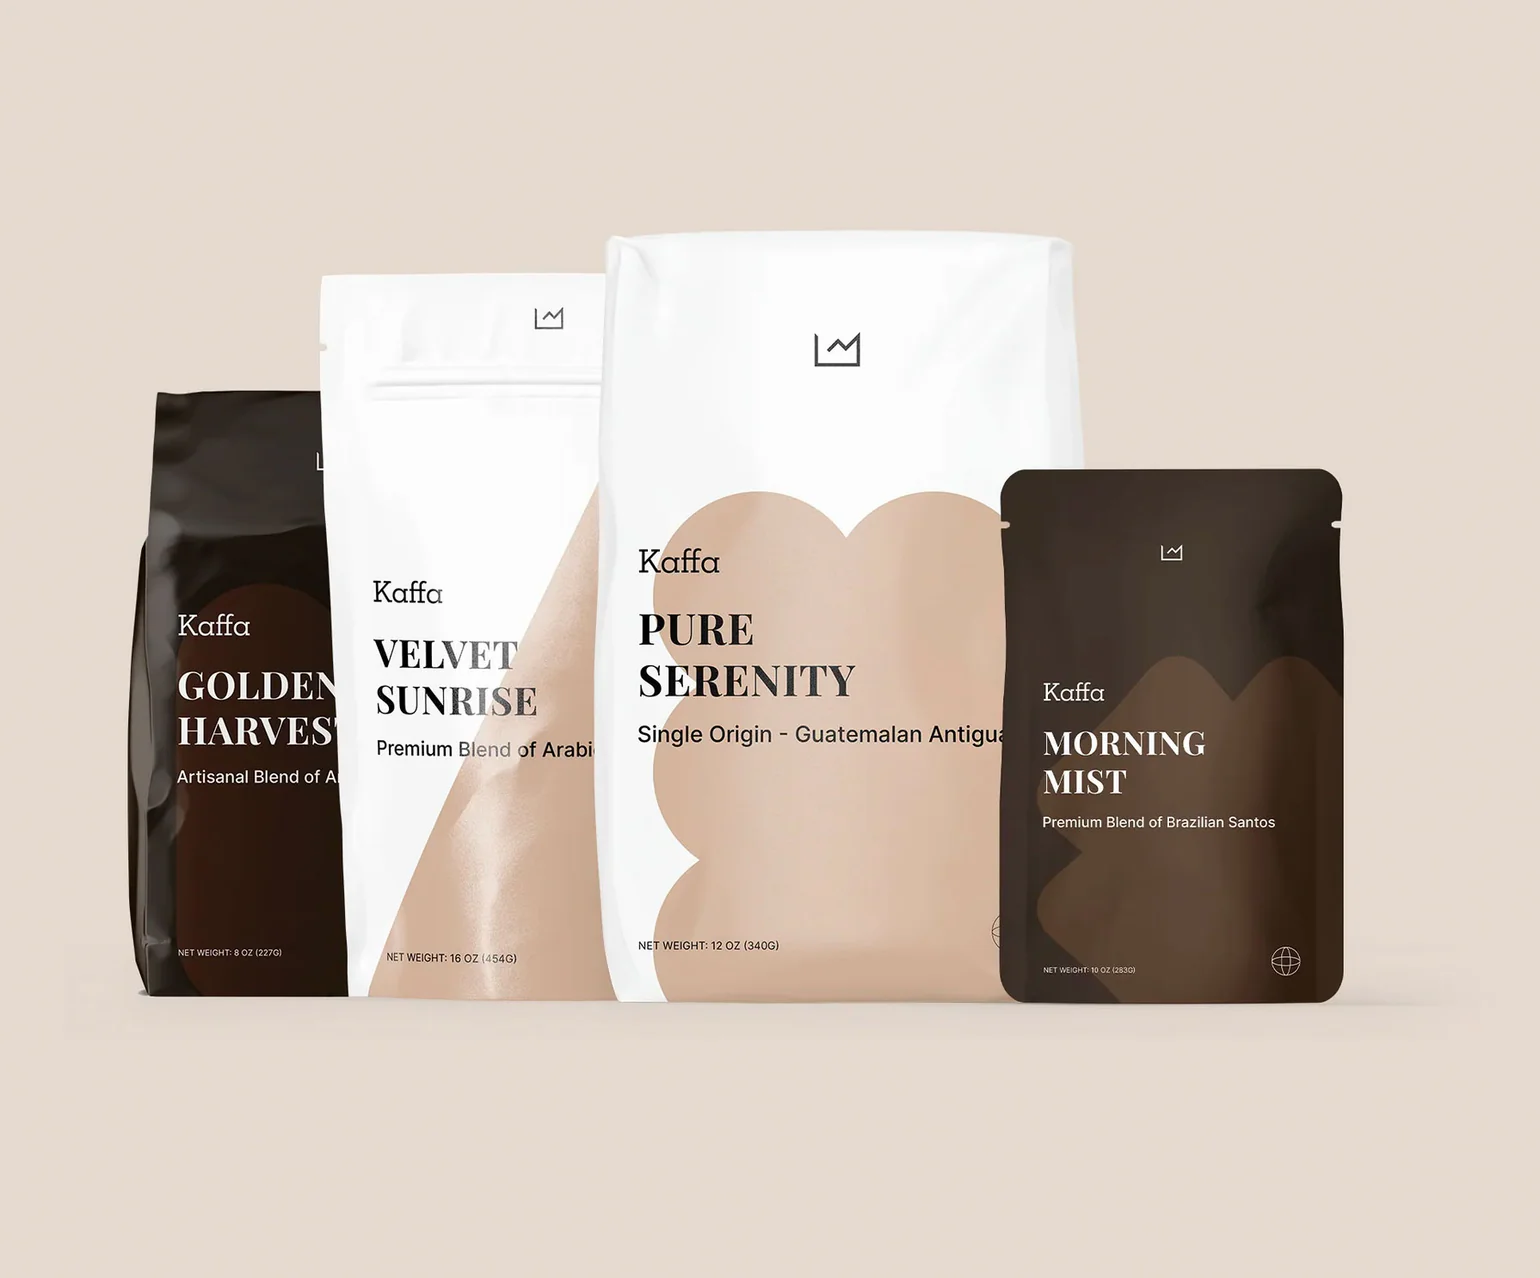 Kaffa
GOLDEN
HARVEST
Artisanal Blend of
NET WEIGHT: 8 OZ (227G)
Kaffa
VELVET
SUNRISE
Premium Blend of
NET WEIGHT: 16 OZ (454G)
Kaffa
PURE
SERENITY
Single Origin - Guatemalan Antigua
NET WEIGHT: 12 OZ (340G)
Kaffa
MORNING
MIST
Premium Blend of Brazilian Santos
NET WEIGHT: 10 OZ (283G)